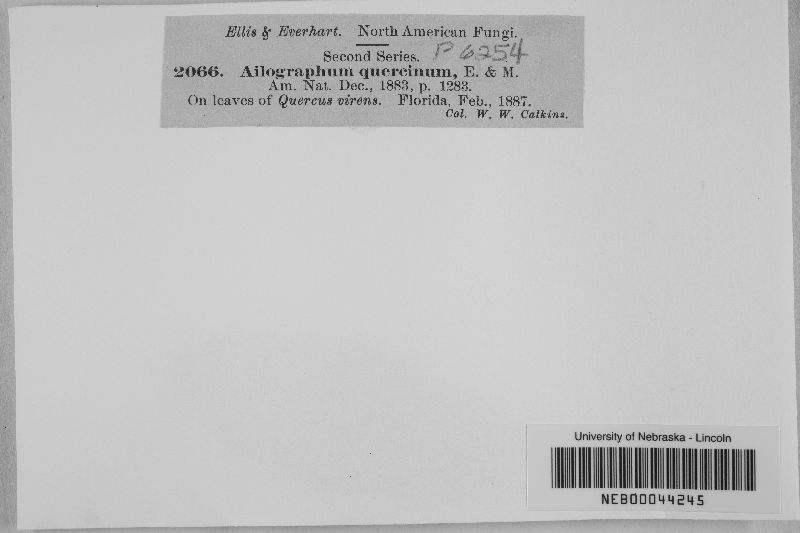 Ellis & Everhart. North American Fungi.
Second Series. P 6254
2066. Ailographum quercinum, E. & M.
Am. Nat. Dec., 1883, p. 1283.
On leaves of Quercus virens. Florida, Feb., 1887.
Col. W. W. Calkins.
University of Nebraska - Lincoln
NEB00044245